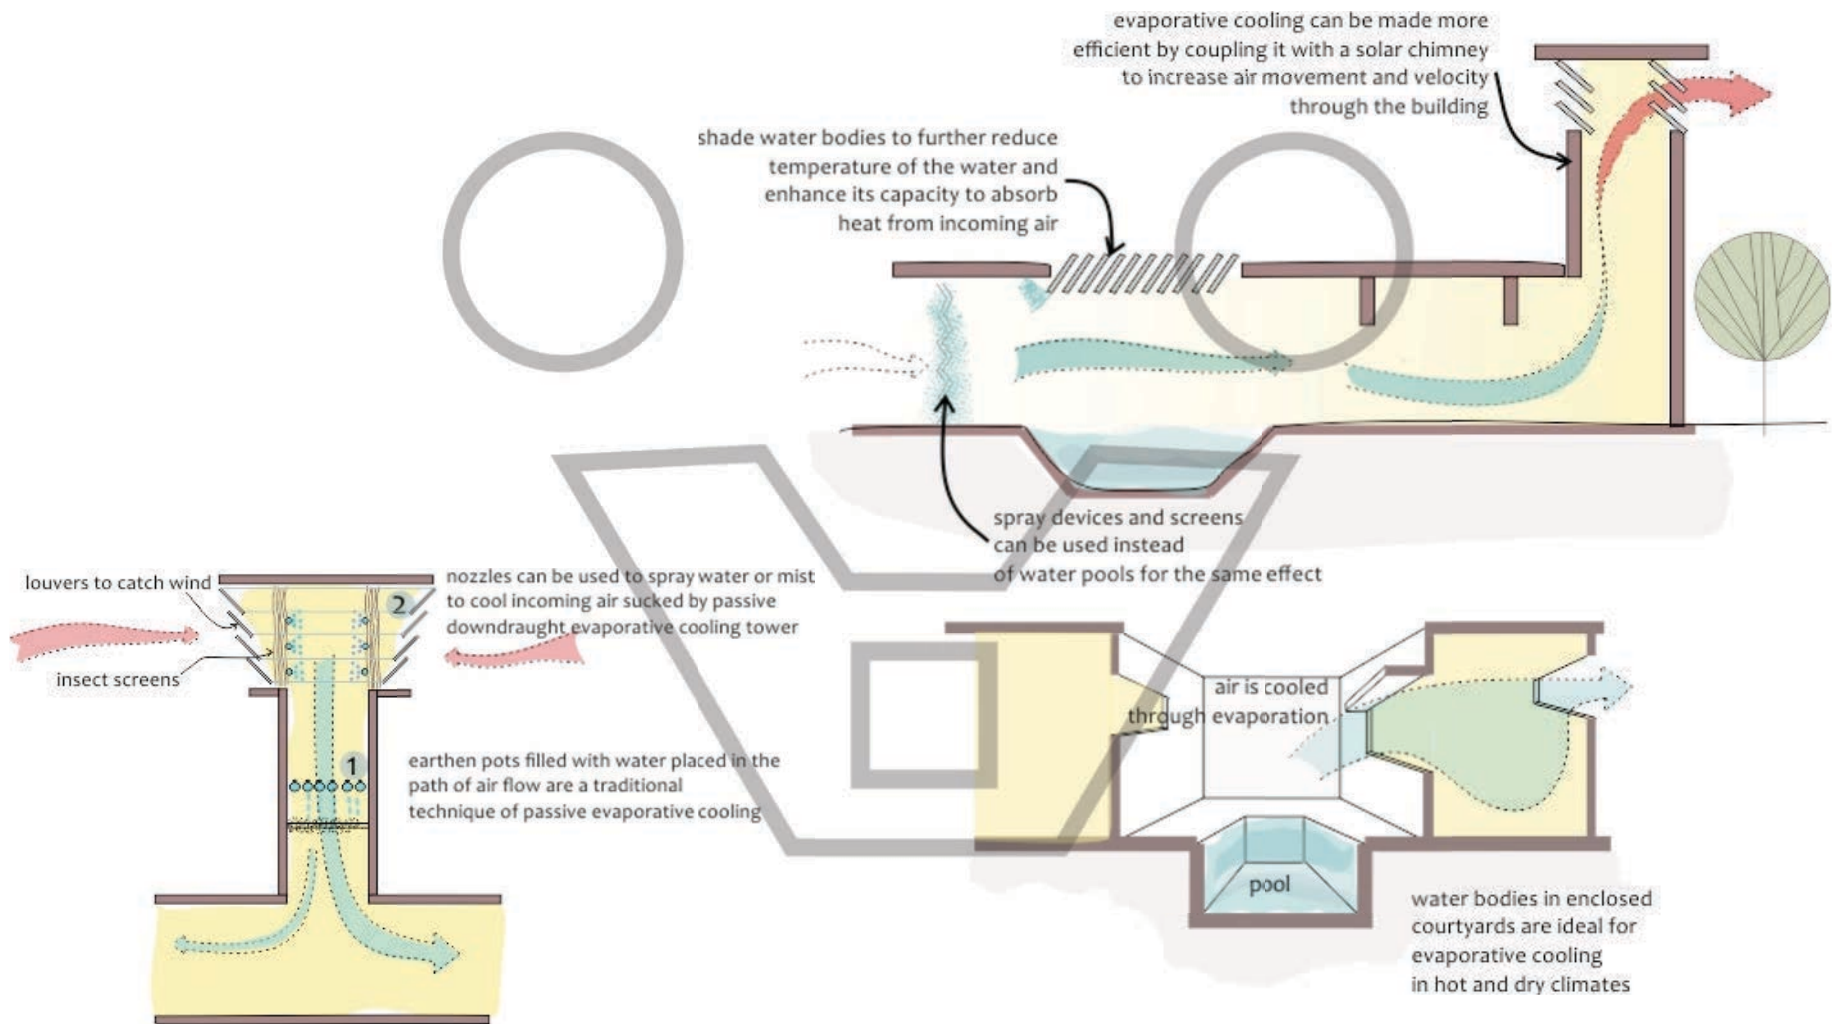 evaporative cooling can be made more
efficient by coupling it with a solar chimney
to increase air movement and velocity
through the building
shade water bodies to further reduce
temperature of the water and
enhance its capacity to absorb
heat from incoming air
spray devices and screens
can be used instead
of water pools for the same effect
louvers to catch wind
insect screens
2
nozzles can be used to spray water or mist
to cool incoming air sucked by passive
downdraught evaporative cooling tower
1
earthen pots filled with water placed in the
path of air flow are a traditional
technique of passive evaporative cooling
air is cooled
through evaporation
pool
water bodies in enclosed
courtyards are ideal for
evaporative cooling
in hot and dry climates